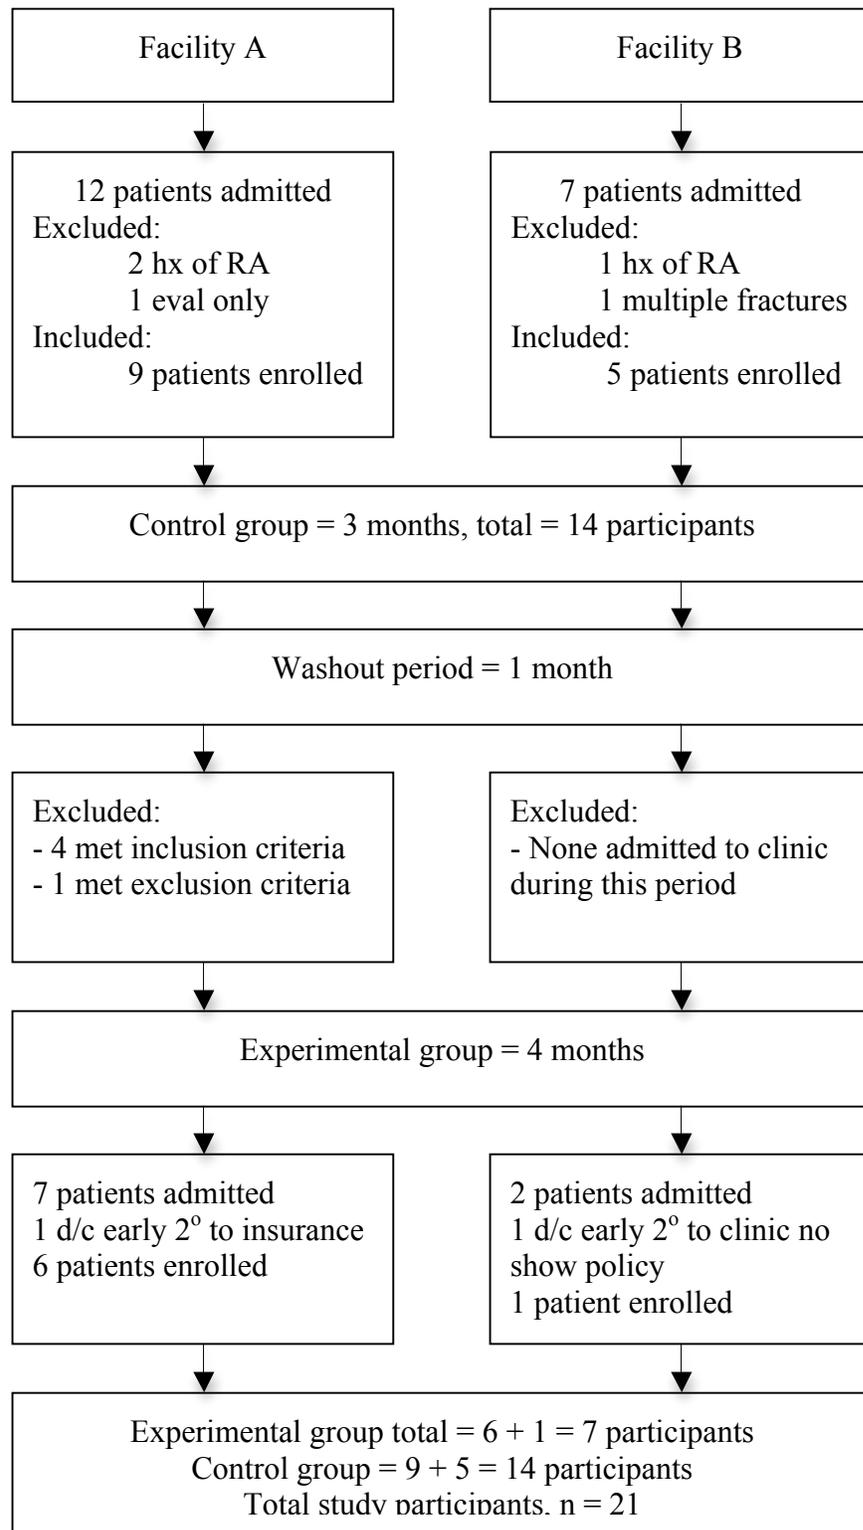 Facility A
Facility B
12 patients admitted
Excluded:
2 hx of RA
1 eval only
Included:
9 patients enrolled
7 patients admitted
Excluded:
1 hx of RA
1 multiple fractures
Included:
5 patients enrolled
Control group = 3 months, total = 14 participants
Washout period = 1 month
Excluded:
- 4 met inclusion criteria
- 1 met exclusion criteria
Excluded:
- None admitted to clinic
during this period
Experimental group = 4 months
7 patients admitted
1 d/c early 2° to insurance
6 patients enrolled
2 patients admitted
1 d/c early 2° to clinic no
show policy
1 patient enrolled
Experimental group total = 6 + 1 = 7 participants
Control group = 9 + 5 = 14 participants
Total study participants, n = 21